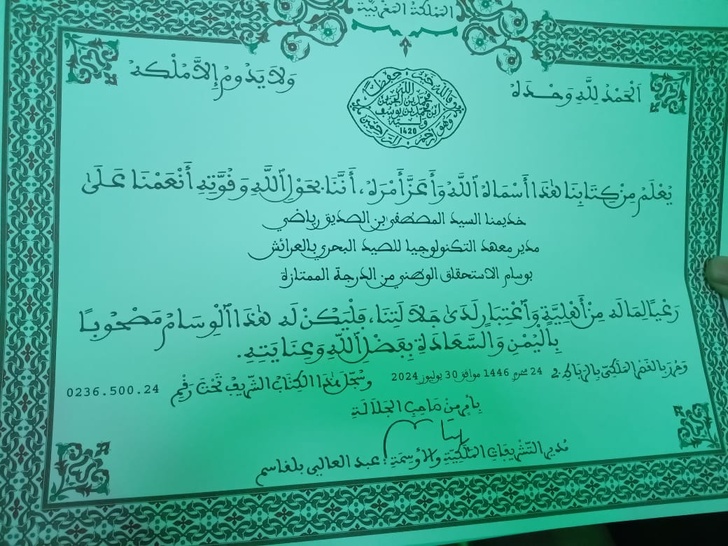 المملكة المغربية
الحمد لله وحده
ولا يدوم إلا ملكه
1420
يعلم من كتابنا هذا أسماه الله وأعز أمره، أننا بحول الله وقوته أنعمنا على
خديمنا السيد المصطفى بن الصديق رياضي
مدير معهد التكنولوجيا للصيد البحري بالعرائش
بوسام الاستحقاق الوطني من الدرجة الممتازة
رعيا لما له من أهلية واعتبار لدى جلالتنا، فليكن له هذا الوسام مصحوبا
باليمن والسعادة بفضل الله وعنايته.
وحرر بالقصر الملكي بالرباط في 24 محرم 1446 موافق 30 يوليوز 2024 وسجل هذا الكتاب الشريف تحت رقم 0236.500.24
بأمر من صاحب الجلالة
مدير التشريفات الملكية والأوسمة: عبد العالي بلقاسم